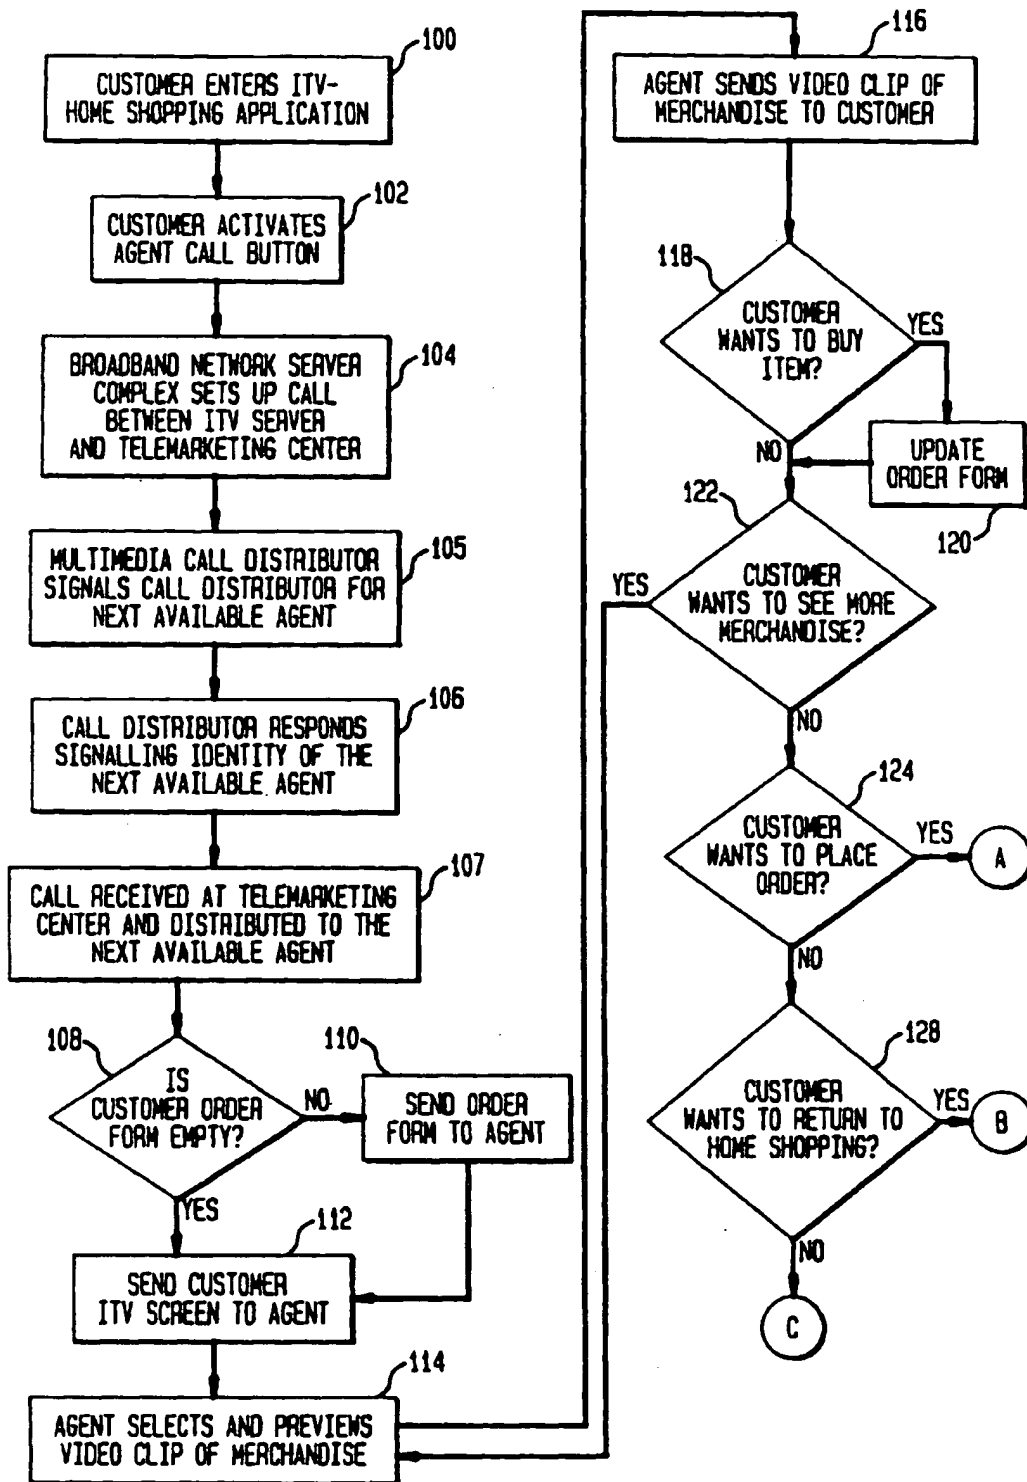 100
CUSTOMER ENTERS ITV-
HOME SHOPPING APPLICATION
102
CUSTOMER ACTIVATES
AGENT CALL BUTTON
104
BROADBAND NETWORK SERVER
COMPLEX SETS UP CALL
BETWEEN ITV SERVER
AND TELEMARKETING CENTER
105
MULTIMEDIA CALL DISTRIBUTOR
SIGNALS CALL DISTRIBUTOR FOR
NEXT AVAILABLE AGENT
106
CALL DISTRIBUTOR RESPONDS
SIGNALLING IDENTITY OF THE
NEXT AVAILABLE AGENT
107
CALL RECEIVED AT TELEMARKETING
CENTER AND DISTRIBUTED TO THE
NEXT AVAILABLE AGENT
108
IS
CUSTOMER ORDER
FORM EMPTY?
NO
110
SEND ORDER
FORM TO AGENT
YES
112
SEND CUSTOMER
ITV SCREEN TO AGENT
114
AGENT SELECTS AND PREVIEWS
VIDEO CLIP OF MERCHANDISE
116
AGENT SENDS VIDEO CLIP OF
MERCHANDISE TO CUSTOMER
118
CUSTOMER
WANTS TO BUY
ITEM?
YES
NO
UPDATE
ORDER FORM
120
122
CUSTOMER
WANTS TO SEE MORE
MERCHANDISE?
YES
NO
124
CUSTOMER
WANTS TO PLACE
ORDER?
YES
A
NO
128
CUSTOMER
WANTS TO RETURN TO
HOME SHOPPING?
YES
B
NO
C